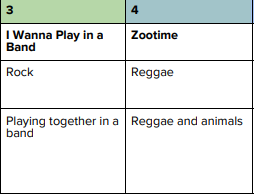 3
4
I Wanna Play in a
Band
Zootime
Rock
Reggae
Playing together in a
band
Reggae and animals